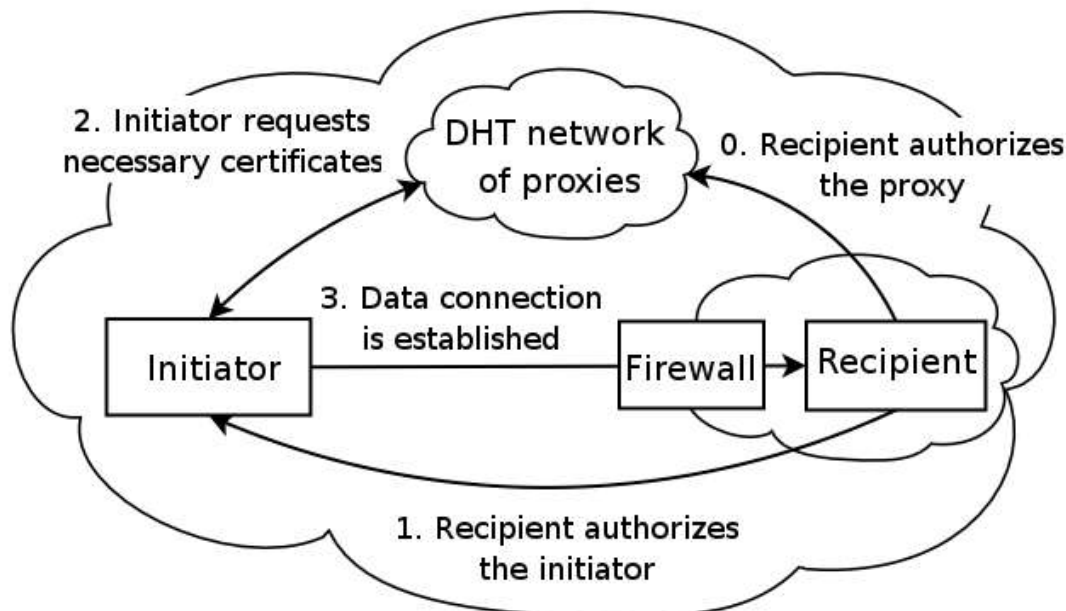 2. Initiator requests
necessary certificates
DHT network
of proxies
0. Recipient authorizes
the proxy
3. Data connection
is established
Initiator
Firewall
Recipient
1. Recipient authorizes
the initiator